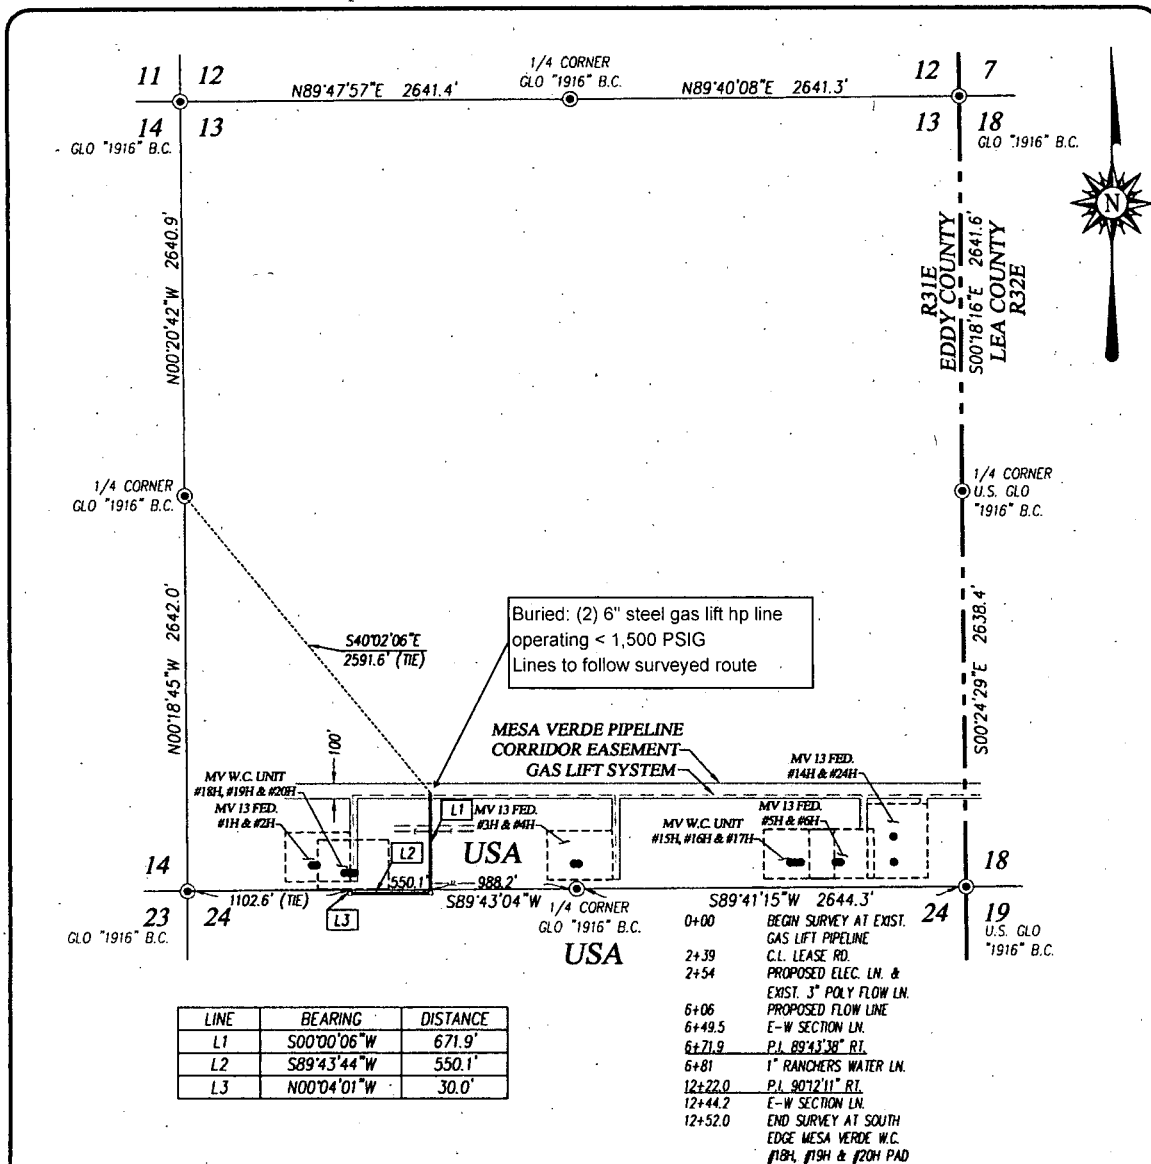 11 12
1/4 CORNER
GLO "1916" B.C.
12 7
N89°47'57"E 2641.4'
N89°40'08"E 2641.3'
14 13
GLO "1916" B.C.
13 18
GLO "1916" B.C.
N
N00°20'42"W 2640.9'
R31E
EDDY COUNTY
S00°18'16"E 2641.6'
LEA COUNTY
R32E
1/4 CORNER
GLO "1916" B.C.
1/4 CORNER
U.S. GLO
"1916" B.C.
N00°18'45"W 2642.0'
S40°02'06"E
2591.6' (TIE)
Buried: (2) 6" steel gas lift hp line
operating < 1,500 PSIG
Lines to follow surveyed route
S00°24'29"E 2638.4'
100'
MESA VERDE PIPELINE
CORRIDOR EASEMENT
GAS LIFT SYSTEM
MV 13 FED.
#14H & #24H
MV W.C. UNIT
#18H, #19H & #20H
MV 13 FED.
#1H & #2H
L1
MV 13 FED.
#3H & #4H
MV W.C. UNIT
#15H, #16H & #17H
MV 13 FED.
#5H & #6H
L2
USA
14
18
550.1'
988.2'
1102.6' (TIE)
S89°43'04"W
S89°41'15"W 2644.3'
L3
23 24
GLO "1916" B.C.
1/4 CORNER
GLO "1916" B.C.
24 19
U.S. GLO
"1916" B.C.
USA
0+00 BEGIN SURVEY AT EXIST.
GAS LIFT PIPELINE
2+39 C.L. LEASE RD.
2+54 PROPOSED ELEC. LN. &
EXIST. 3" POLY FLOW LN.
6+06 PROPOSED FLOW LINE
6+49.5 E-W SECTION LN.
6+71.9 P.I. 89°43'38" RT.
6+81 1" RANCHERS WATER LN.
12+22.0 P.I. 90°12'11" RT.
12+44.2 E-W SECTION LN.
12+52.0 END SURVEY AT SOUTH
EDGE MESA VERDE W.C.
#18H, #19H & #20H PAD
LINE BEARING DISTANCE
L1 S00°00'06"W 671.9'
L2 S89°43'44"W 550.1'
L3 N00°04'01"W 30.0'